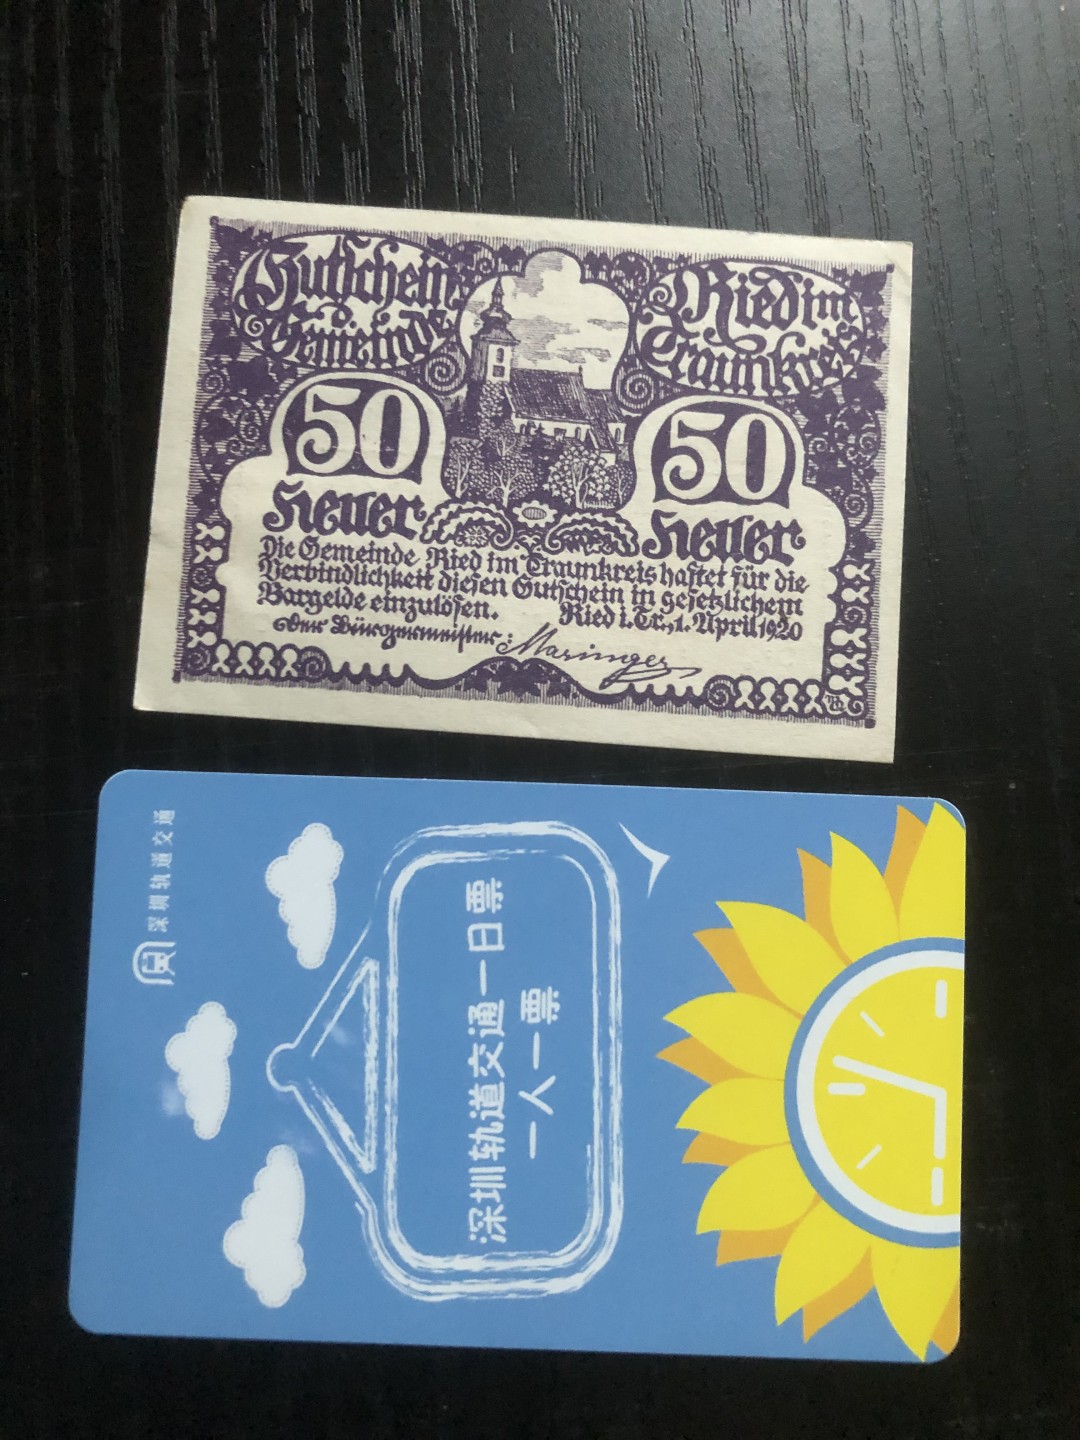 Gutschein
d.
Gemeinde
Ried im
Traunkreis
50
Heller
50
Heller
Die Gemeinde Ried im Traunkreis haftet für die
Verbindlichkeit diesen Gutschein in gesetzlichem
Bargelde einzulösen. Ried i. Tr., 1. April 1920
Der Bürgermeister: Maringer
深圳轨道交通
深圳轨道交通一日票
一人一票